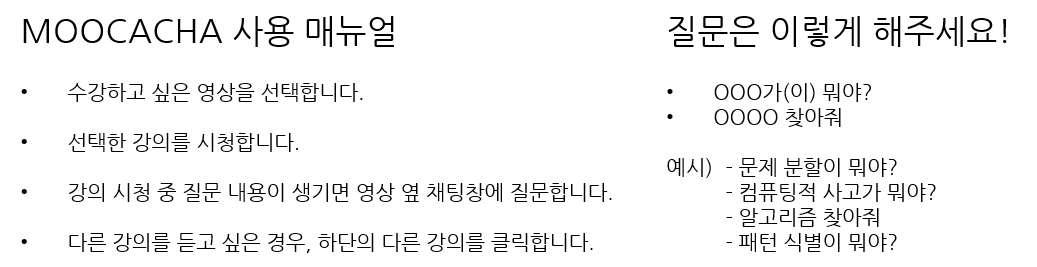 MOOCACHA 사용 매뉴얼
• 수강하고 싶은 영상을 선택합니다.
• 선택한 강의를 시청합니다.
• 강의 시청 중 질문 내용이 생기면 영상 옆 채팅창에 질문합니다.
• 다른 강의를 듣고 싶은 경우, 하단의 다른 강의를 클릭합니다.
질문은 이렇게 해주세요!
• OOO가(이) 뭐야?
• OOOO 찾아줘
예시) - 문제 분할이 뭐야?
- 컴퓨팅적 사고가 뭐야?
- 알고리즘 찾아줘
- 패턴 식별이 뭐야?